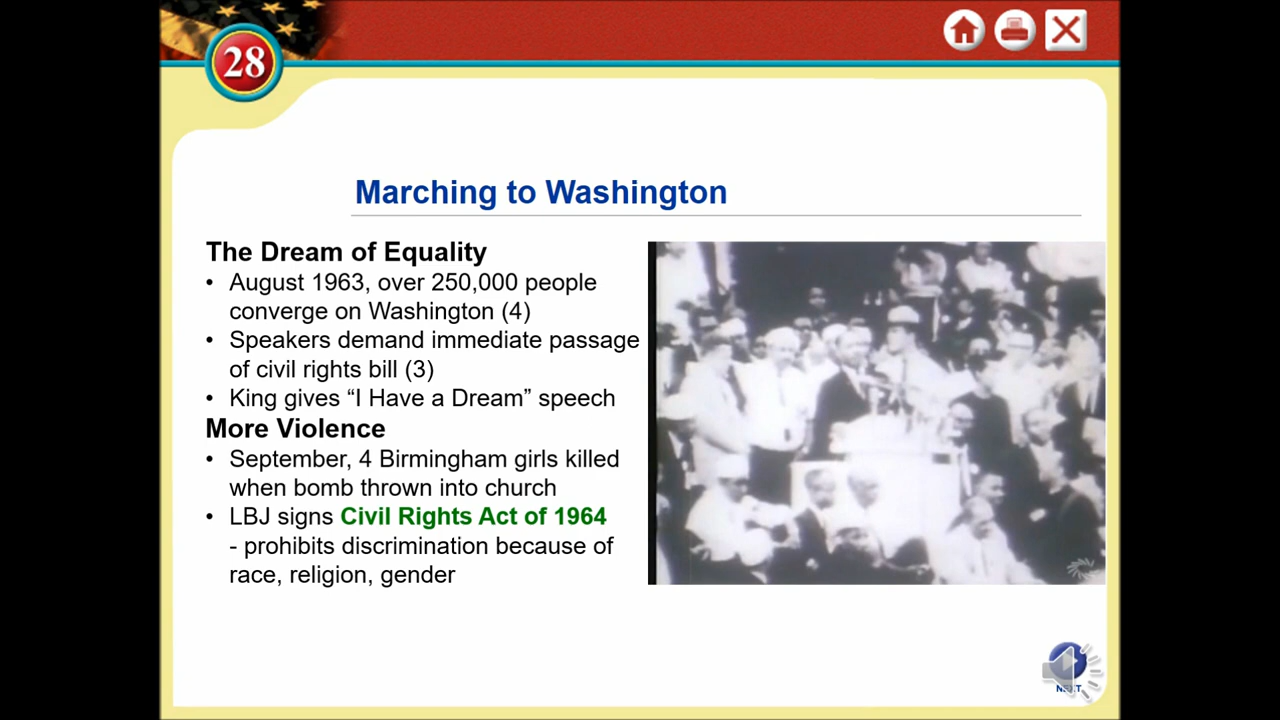 28
Marching to Washington
The Dream of Equality
• August 1963, over 250,000 people
converge on Washington (4)
• Speakers demand immediate passage
of civil rights bill (3)
• King gives “I Have a Dream” speech
More Violence
• September, 4 Birmingham girls killed
when bomb thrown into church
• LBJ signs Civil Rights Act of 1964
- prohibits discrimination because of
race, religion, gender
NEXT